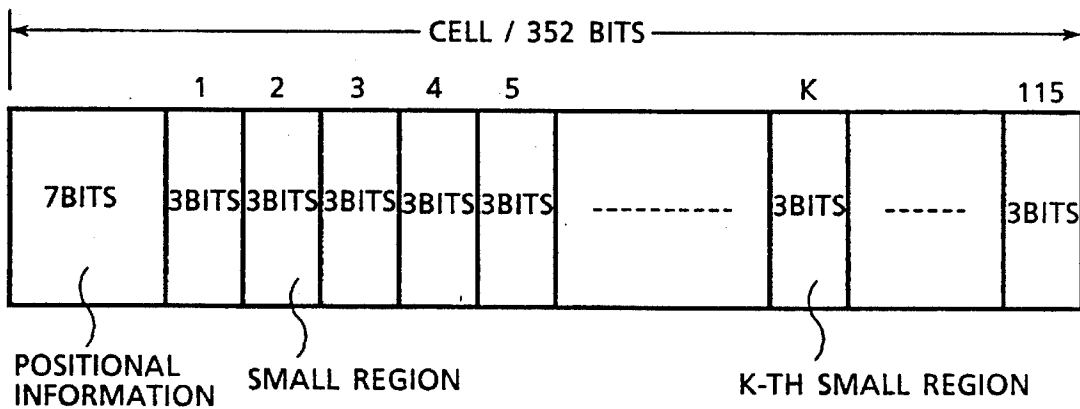 CELL / 352 BITS
1 2 3 4 5 K 115
7BITS 3BITS 3BITS 3BITS 3BITS 3BITS ---------- 3BITS ------ 3BITS
POSITIONAL
INFORMATION
SMALL REGION
K-TH SMALL REGION